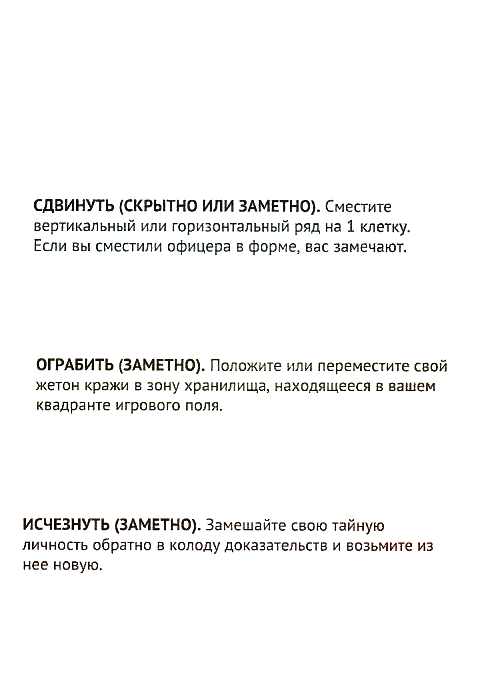 СДВИНУТЬ (СКРЫТНО ИЛИ ЗАМЕТНО). Сместите
вертикальный или горизонтальный ряд на 1 клетку.
Если вы сместили офицера в форме, вас замечают.
ОГРАБИТЬ (ЗАМЕТНО). Положите или переместите свой
жетон кражи в зону хранилища, находящееся в вашем
квадранте игрового поля.
ИСЧЕЗНУТЬ (ЗАМЕТНО). Замешайте свою тайную
личность обратно в колоду доказательств и возьмите из
нее новую.